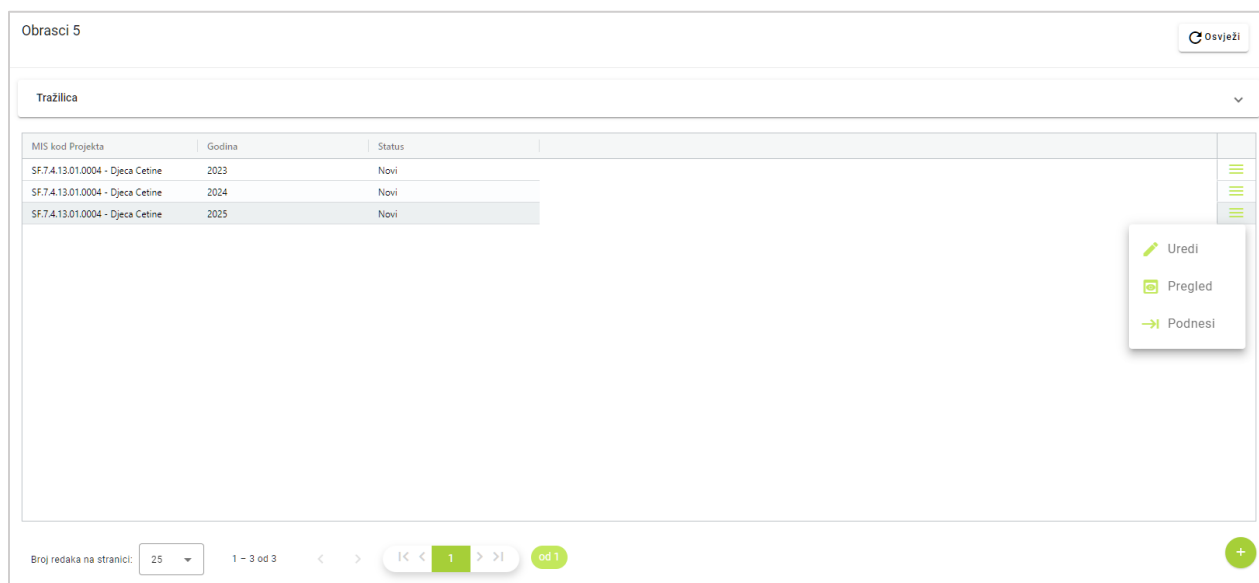 Obrasci 5
Osvježi
Tražilica
MIS kod Projekta Godina Status
SF.7.4.13.01.0004 - Djeca Cetine 2023 Novi
SF.7.4.13.01.0004 - Djeca Cetine 2024 Novi
SF.7.4.13.01.0004 - Djeca Cetine 2025 Novi
Uredi
Pregled
Podnesi
Broj redaka na stranici: 25 1 – 3 od 3 1 od 1